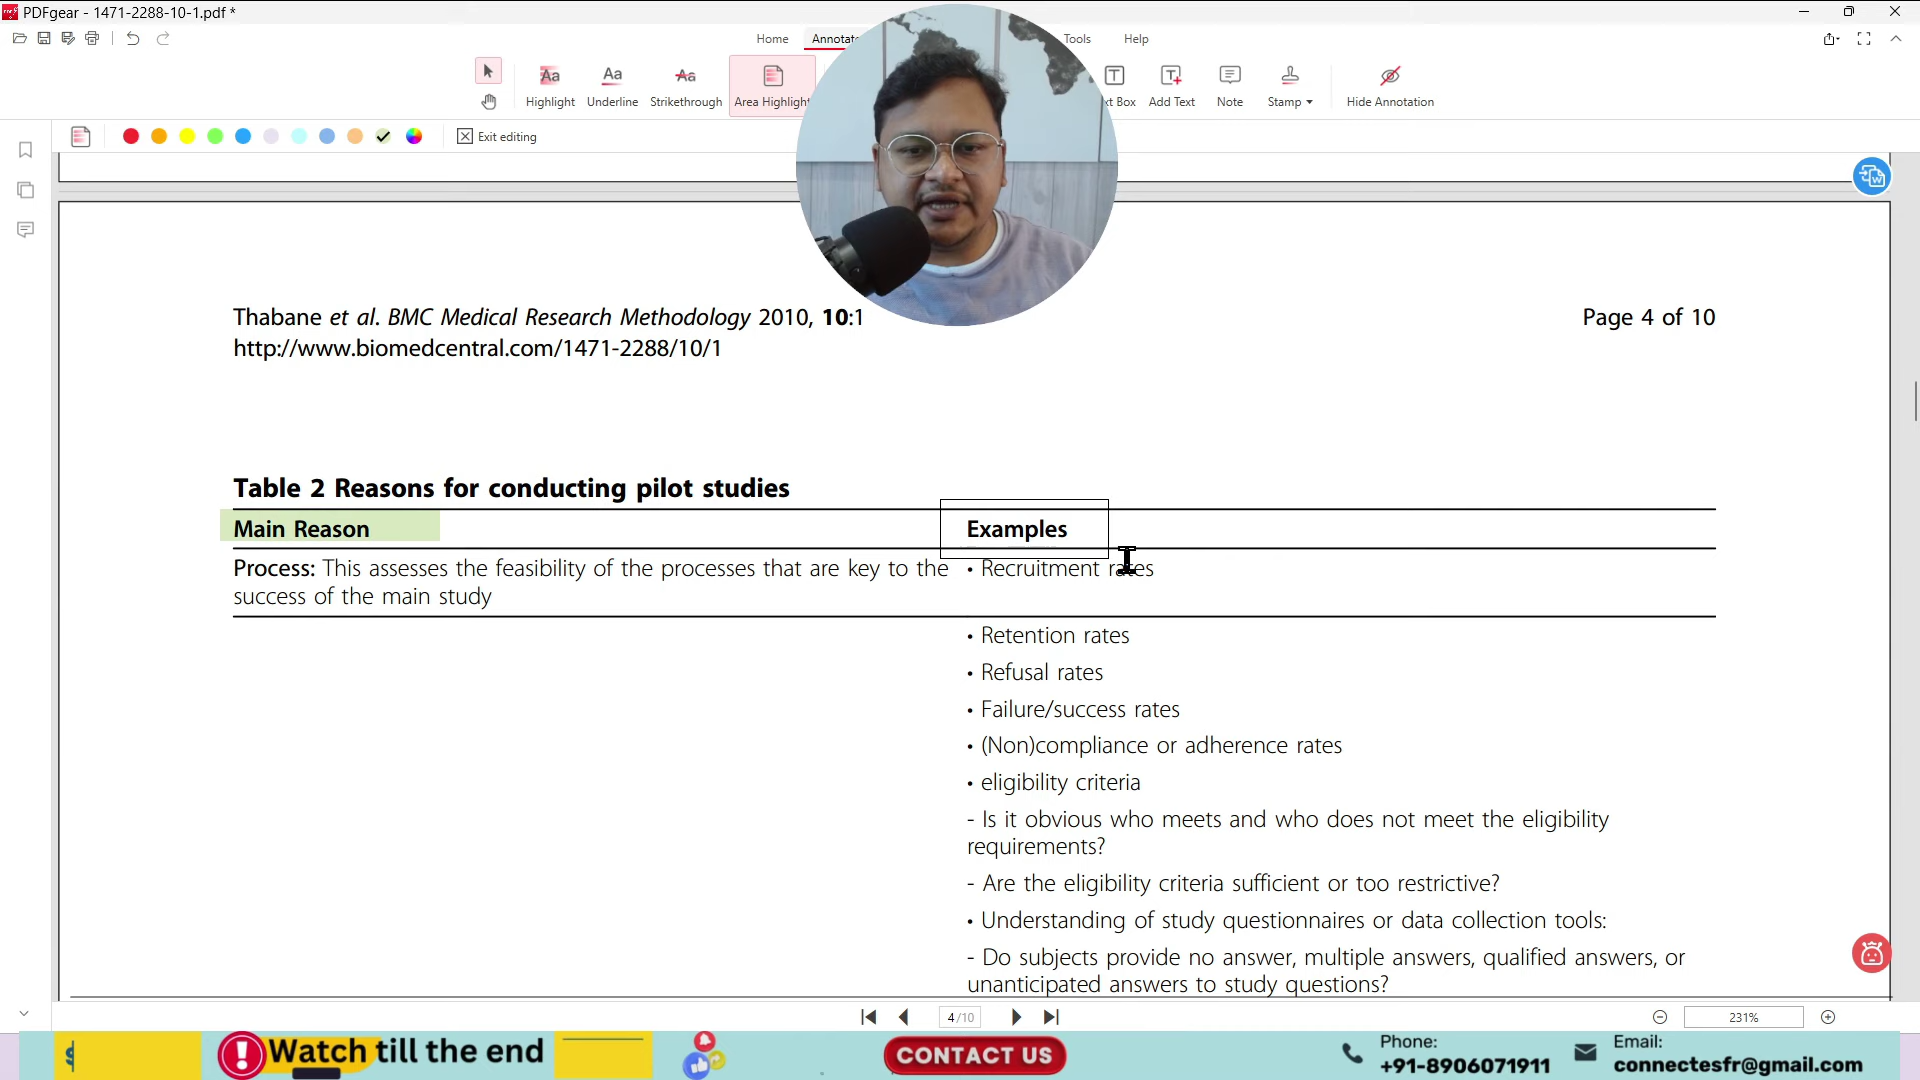 PDFgear - 1471-2288-10-1.pdf *
Home
Tools
Help
Highlight
Underline
Strikethrough
Add Text
Note
Stamp
Hide Annotation
Exit editing
Thabane et al. BMC Medical Research Methodology 2010, 10:1
Page 4 of 10
http://www.biomedcentral.com/1471-2288/10/1
Table 2 Reasons for conducting pilot studies
Main Reason
Examples
Process: This assesses the feasibility of the processes that are key to the
• Recruitment rates
success of the main study
• Retention rates
• Refusal rates
• Failure/success rates
• (Non)compliance or adherence rates
• eligibility criteria
- Is it obvious who meets and who does not meet the eligibility
requirements?
- Are the eligibility criteria sufficient or too restrictive?
• Understanding of study questionnaires or data collection tools:
- Do subjects provide no answer, multiple answers, qualified answers, or
unanticipated answers to study questions?
4 /10
231%
Watch till the end
CONTACT US
Phone:
+91-8906071911
Email:
connectesfr@gmail.com